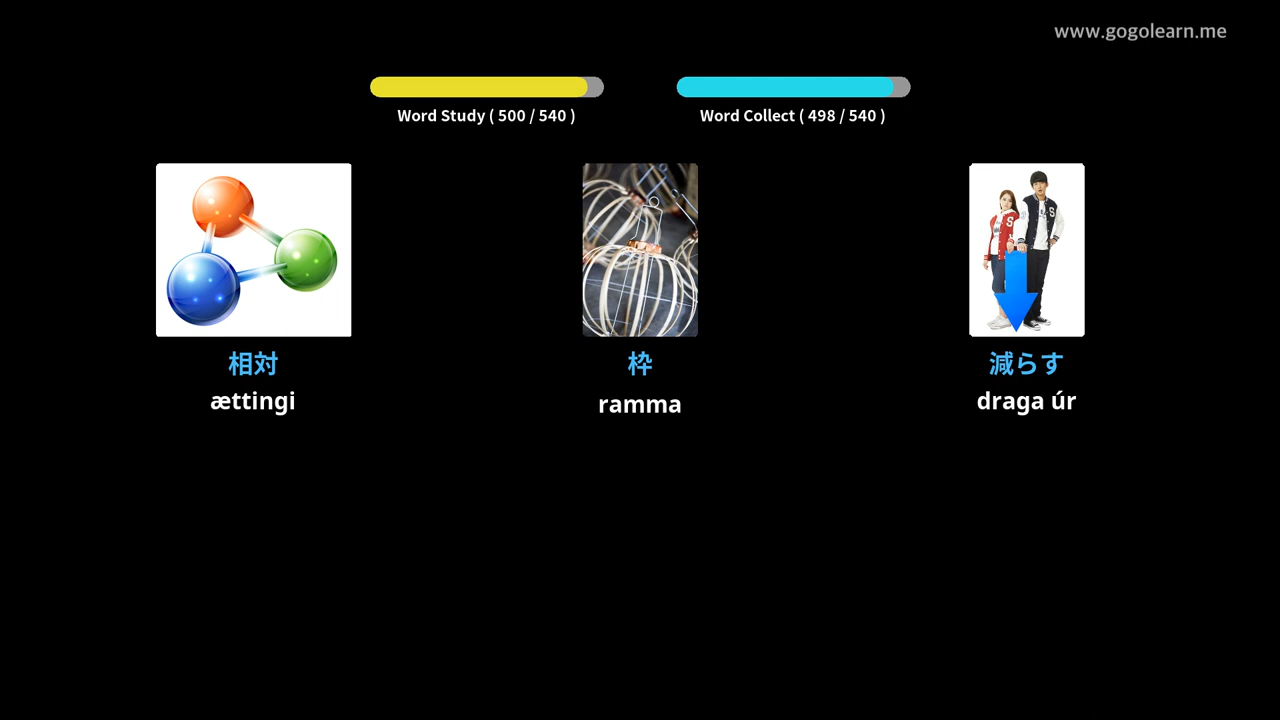 www.gogolearn.me
Word Study ( 500 / 540 )
Word Collect ( 498 / 540 )
相対
ættingi
枠
ramma
減らす
draga úr
S
S